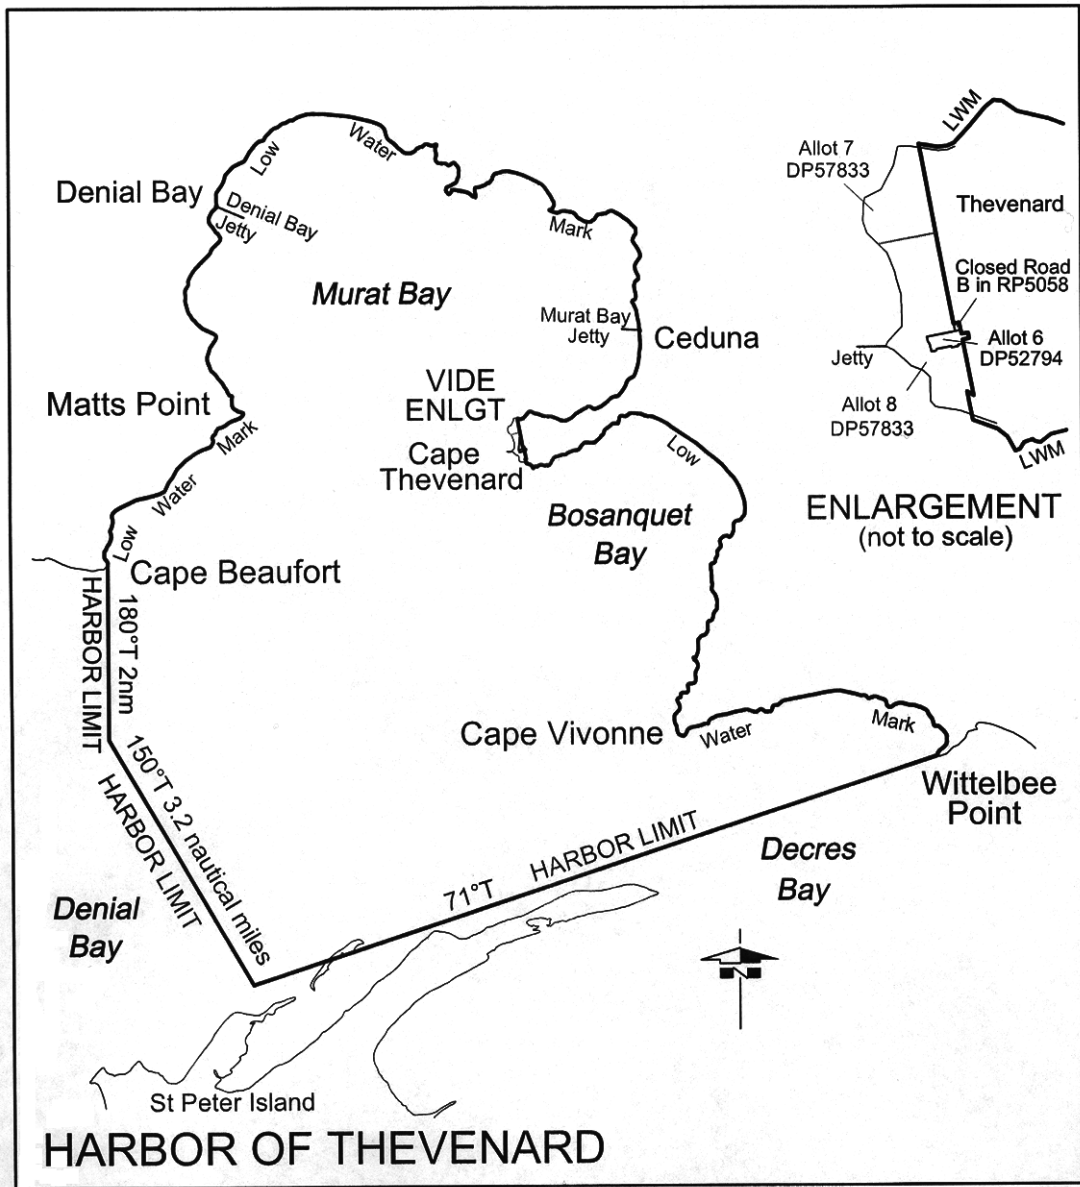 Low
Water
Denial Bay
Denial Bay
Jetty
Mark
Murat Bay
Murat Bay
Jetty
Ceduna
VIDE
ENLGT
Matts Point
Mark
Cape
Thevenard
Low
Water
Bosanquet
Bay
Low
Cape Beaufort
HARBOR LIMIT
180°T 2nm
Cape Vivonne
Water
Mark
Wittelbee
Point
150°T 3.2 nautical miles
HARBOR LIMIT
71°T
HARBOR LIMIT
Decres
Bay
Denial
Bay
N
St Peter Island
HARBOR OF THEVENARD
LWM
Allot 7
DP57833
Thevenard
Closed Road
B in RP5058
Allot 6
DP52794
Jetty
Allot 8
DP57833
LWM
ENLARGEMENT
(not to scale)